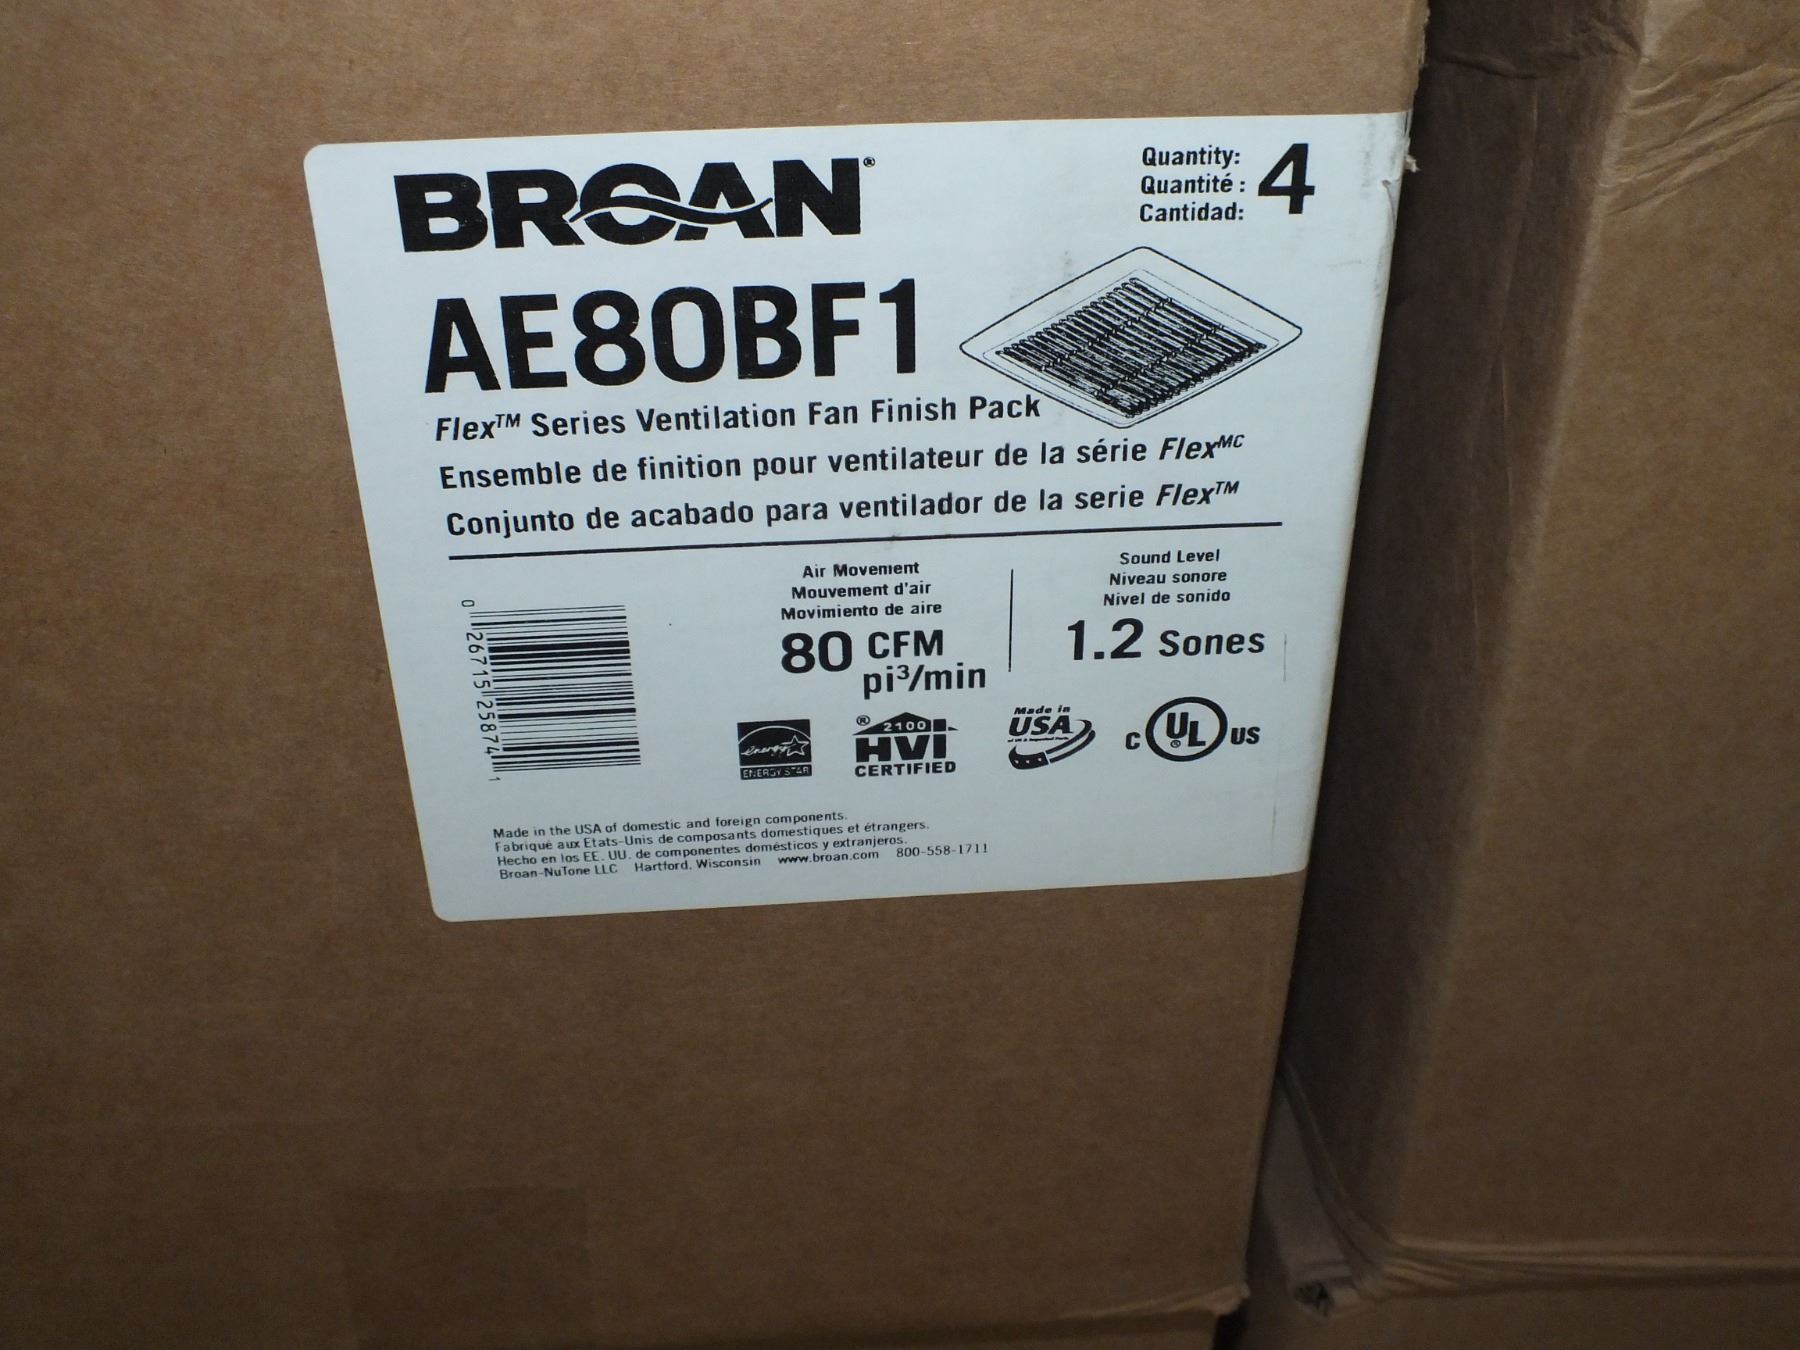 BROAN®
Quantity:
Quantité :
Cantidad:
4
AE80BF1
Flex™ Series Ventilation Fan Finish Pack
Ensemble de finition pour ventilateur de la série Flexᴹᶜ
Conjunto de acabado para ventilador de la serie Flex™
Air Movement
Mouvement d'air
Movimiento de aire
80 CFM
pi³/min
Sound Level
Niveau sonore
Nivel de sonido
1.2 Sones
0 26715 25874 1
energy
ENERGY STAR
® 2100
HVI
CERTIFIED
Made in
USA
C UL® US
Made in the USA of domestic and foreign components.
Fabriqué aux Etats-Unis de composants domestiques et étrangers.
Hecho en los EE. UU. de componentes domésticos y extranjeros.
Broan-NuTone LLC Hartford, Wisconsin www.broan.com 800-558-1711